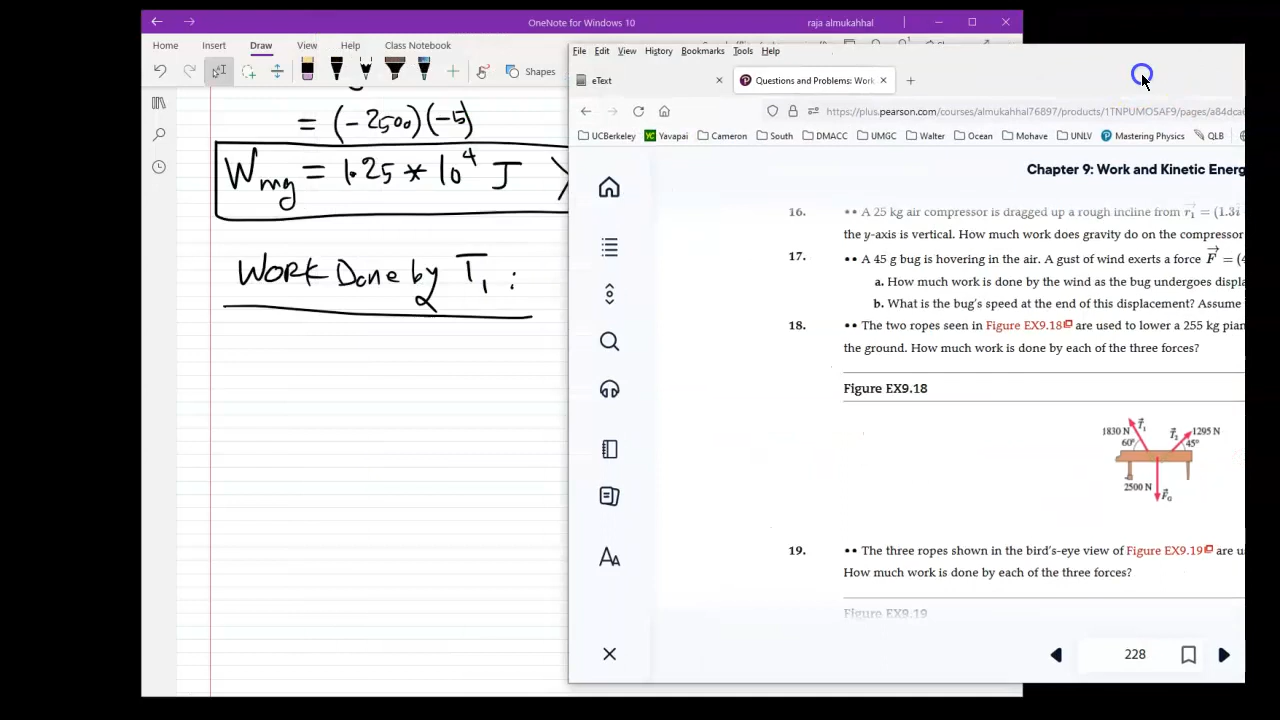 OneNote for Windows 10
raja almukahhal
Home Insert Draw View Help Class Notebook
Shapes
= (-2500)(-5)
Wmg = 1.25 * 10^4 J
WORK Done by T1 :
File Edit View History Bookmarks Tools Help
eText
Questions and Problems: Work
https://plus.pearson.com/courses/almukahhal76897/products/1TNPUMOSAF9/pages/a84dca
UCBerkeley Yavapai Cameron South DMACC UMGC Walter Ocean Mohave UNLV Mastering Physics QLB
Chapter 9: Work and Kinetic Energ
16. •• A 25 kg air compressor is dragged up a rough incline from r⃗1 = (1.3i
the y-axis is vertical. How much work does gravity do on the compressor
17. •• A 45 g bug is hovering in the air. A gust of wind exerts a force F⃗ = (4
a. How much work is done by the wind as the bug undergoes displa
b. What is the bug's speed at the end of this displacement? Assume
18. •• The two ropes seen in Figure EX9.18 are used to lower a 255 kg pian
the ground. How much work is done by each of the three forces?
Figure EX9.18
1830 N T⃗1 T⃗1 1295 N
60° 45°
2500 N F⃗G
19. •• The three ropes shown in the bird's-eye view of Figure EX9.19 are u
How much work is done by each of the three forces?
Figure EX9.19
228